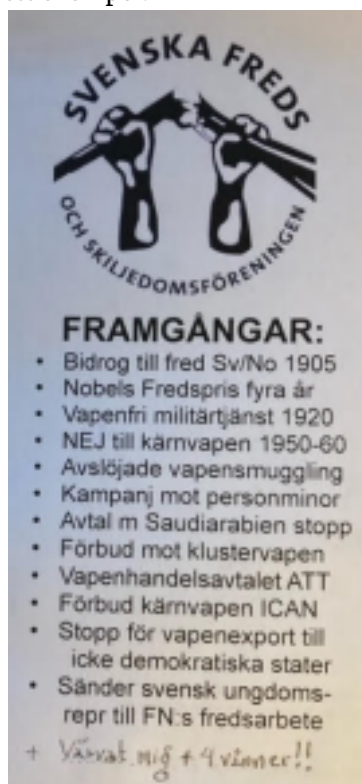 SVENSKA FREDS
OCH SKILJEDOMSFÖRENINGEN
FRAMGÅNGAR:
• Bidrog till fred Sv/No 1905
• Nobels Fredspris fyra år
• Vapenfri militärtjänst 1920
• NEJ till kärnvapen 1950-60
• Avslöjade vapensmuggling
• Kampanj mot personminor
• Avtal m Saudiarabien stopp
• Förbud mot klustervapen
• Vapenhandelsavtalet ATT
• Förbud kärnvapen ICAN
• Stopp för vapenexport till
icke demokratiska stater
• Sänder svensk ungdoms-
repr till FN:s fredsarbete
+ Värvat mig + 4 vänner!!